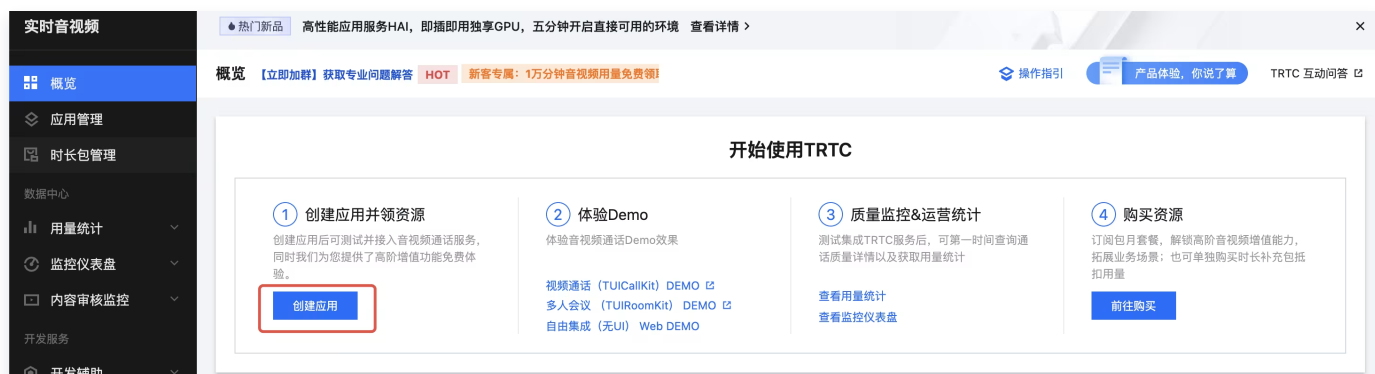 实时音视频
热门新品 高性能应用服务HAI，即插即用独享GPU，五分钟开启直接可用的环境 查看详情 >
概览 【立即加群】获取专业问题解答 HOT 新客专属：1万分钟音视频用量免费领！ 操作指引 产品体验，你说了算 TRTC 互动问答
概览
应用管理
时长包管理
数据中心
用量统计
监控仪表盘
内容审核监控
开发服务
开发辅助
开始使用TRTC
1 创建应用并领资源
创建应用后可测试并接入音视频通话服务，
同时我们为您提供了高阶增值功能免费体
验。
创建应用
2 体验Demo
体验音视频通话Demo效果
视频通话（TUICallKit）DEMO
多人会议 （TUIRoomKit） DEMO
自由集成（无UI） Web DEMO
3 质量监控&运营统计
测试集成TRTC服务后，可第一时间查询通
话质量详情以及获取用量统计
查看用量统计
查看监控仪表盘
4 购买资源
订阅包月套餐，解锁高阶音视频增值能力，
拓展业务场景；也可单独购买时长补充包抵
扣用量
前往购买